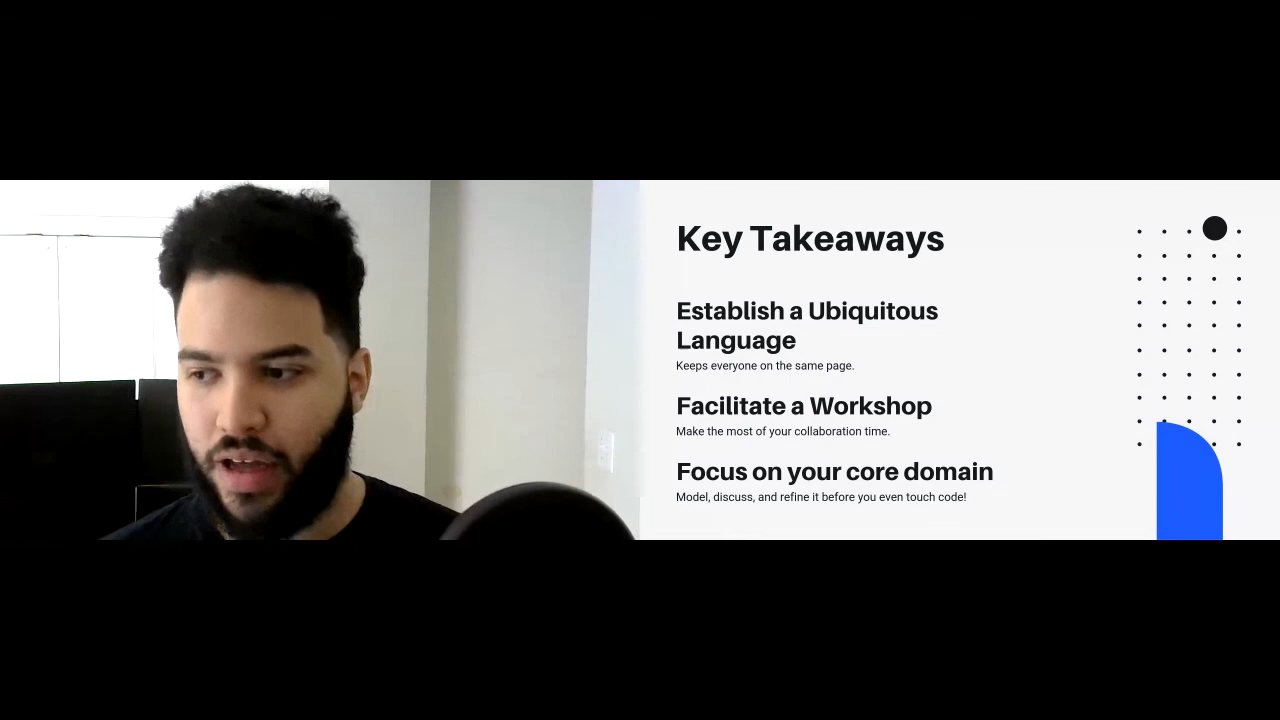 Key Takeaways
Establish a Ubiquitous
Language
Keeps everyone on the same page.
Facilitate a Workshop
Make the most of your collaboration time.
Focus on your core domain
Model, discuss, and refine it before you even touch code!